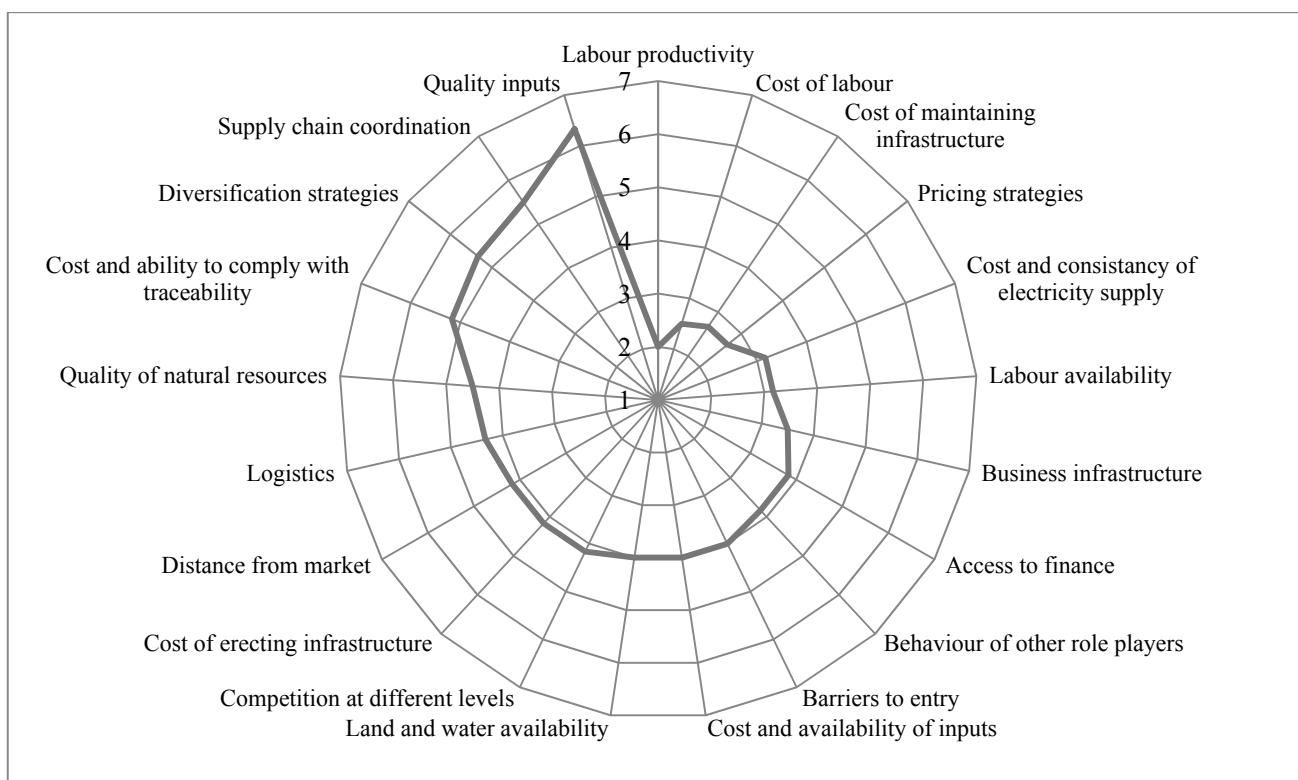 Labour productivity
Cost of labour
Cost of maintaining
infrastructure
Pricing strategies
Cost and consistancy of
electricity supply
Labour availability
Business infrastructure
Access to finance
Behaviour of other role players
Barriers to entry
Cost and availability of inputs
Land and water availability
Competition at different levels
Cost of erecting infrastructure
Distance from market
Logistics
Quality of natural resources
Cost and ability to comply with
traceability
Diversification strategies
Supply chain coordination
Quality inputs
7
6
5
4
3
2
1